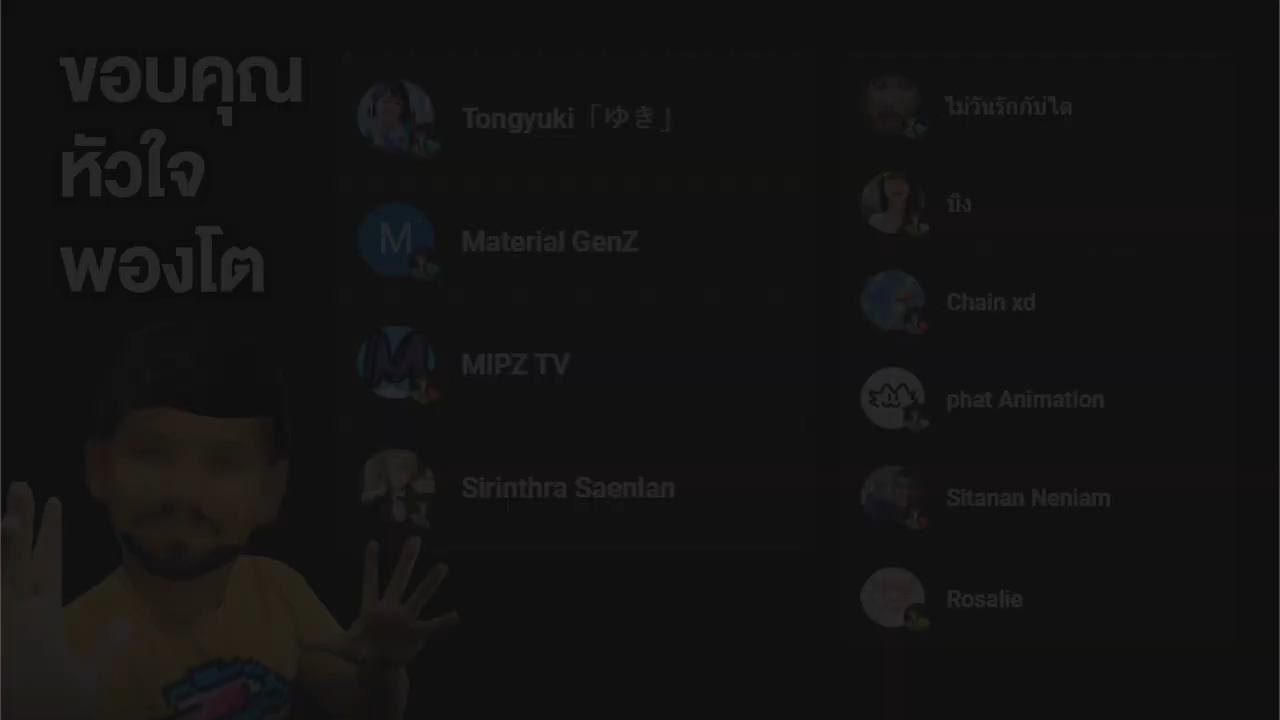 ขอบคุณ
หัวใจ
พองโต
Tongyuki「ゆき」
Material GenZ
MIPZ TV
Sirinthra Saenlan
ไม่วันรักกับได
บึง
Chain xd
phat Animation
Sitanan Neniam
Rosalie